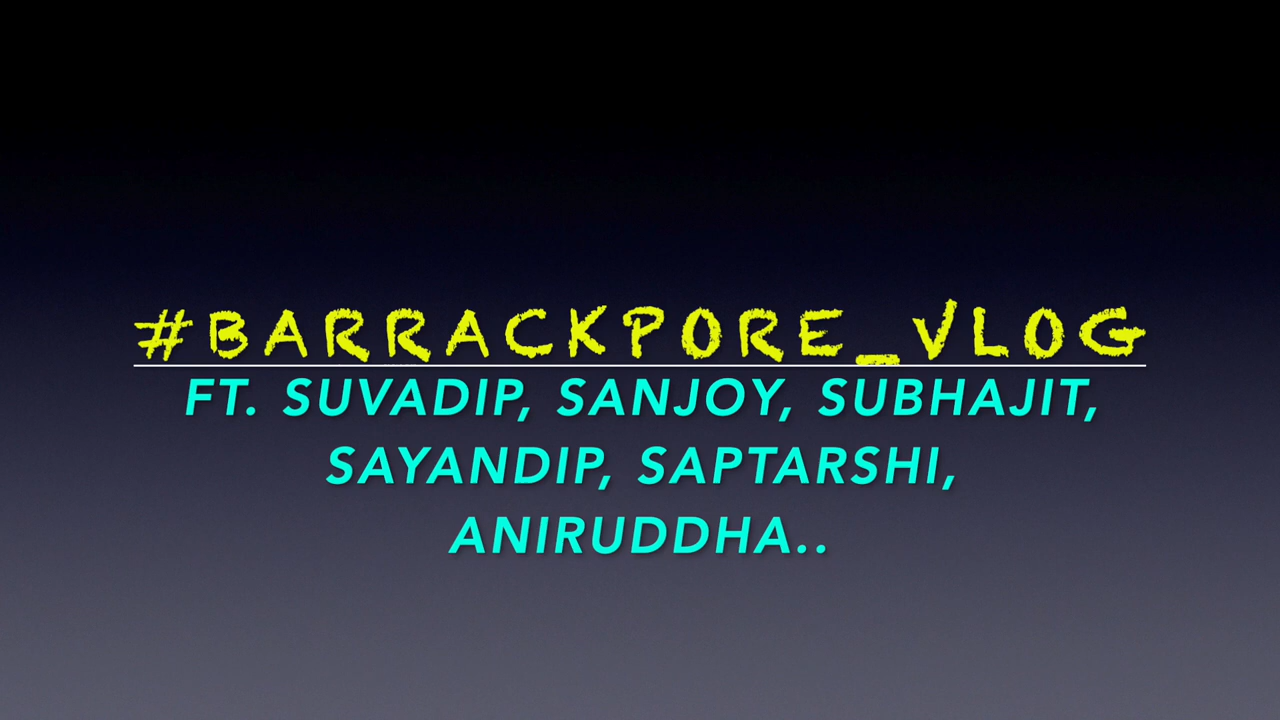 #BARRACKPORE_VLOG
FT. SUVADIP, SANJOY, SUBHAJIT,
SAYANDIP, SAPTARSHI,
ANIRUDDHA..